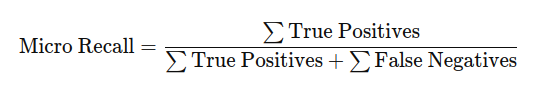 Micro Recall = ∑ True Positives / ∑ True Positives + ∑ False Negatives